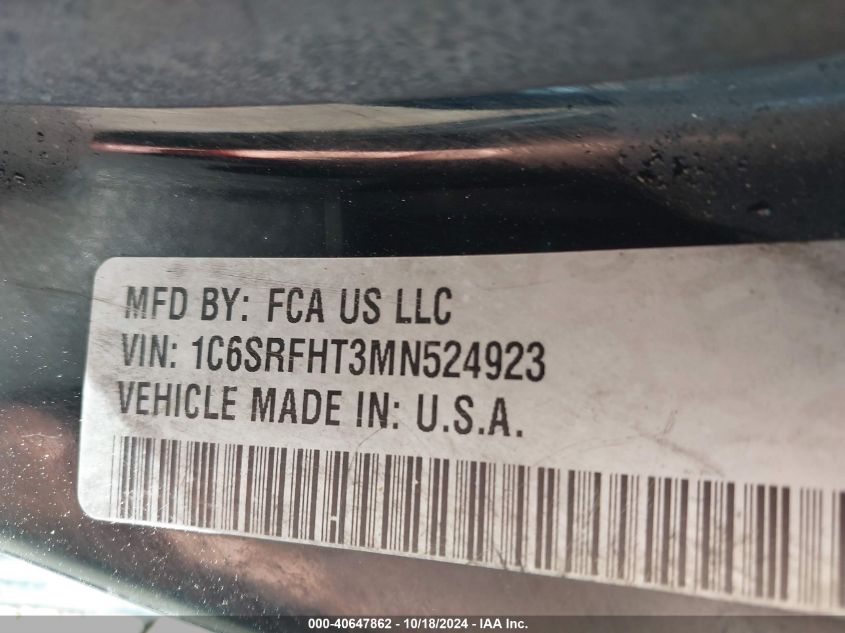 MFD BY: FCA US LLC
VIN: 1C6SRFHT3MN524923
VEHICLE MADE IN: U.S.A.
000-40647862 - 10/18/2024 - IAA Inc.